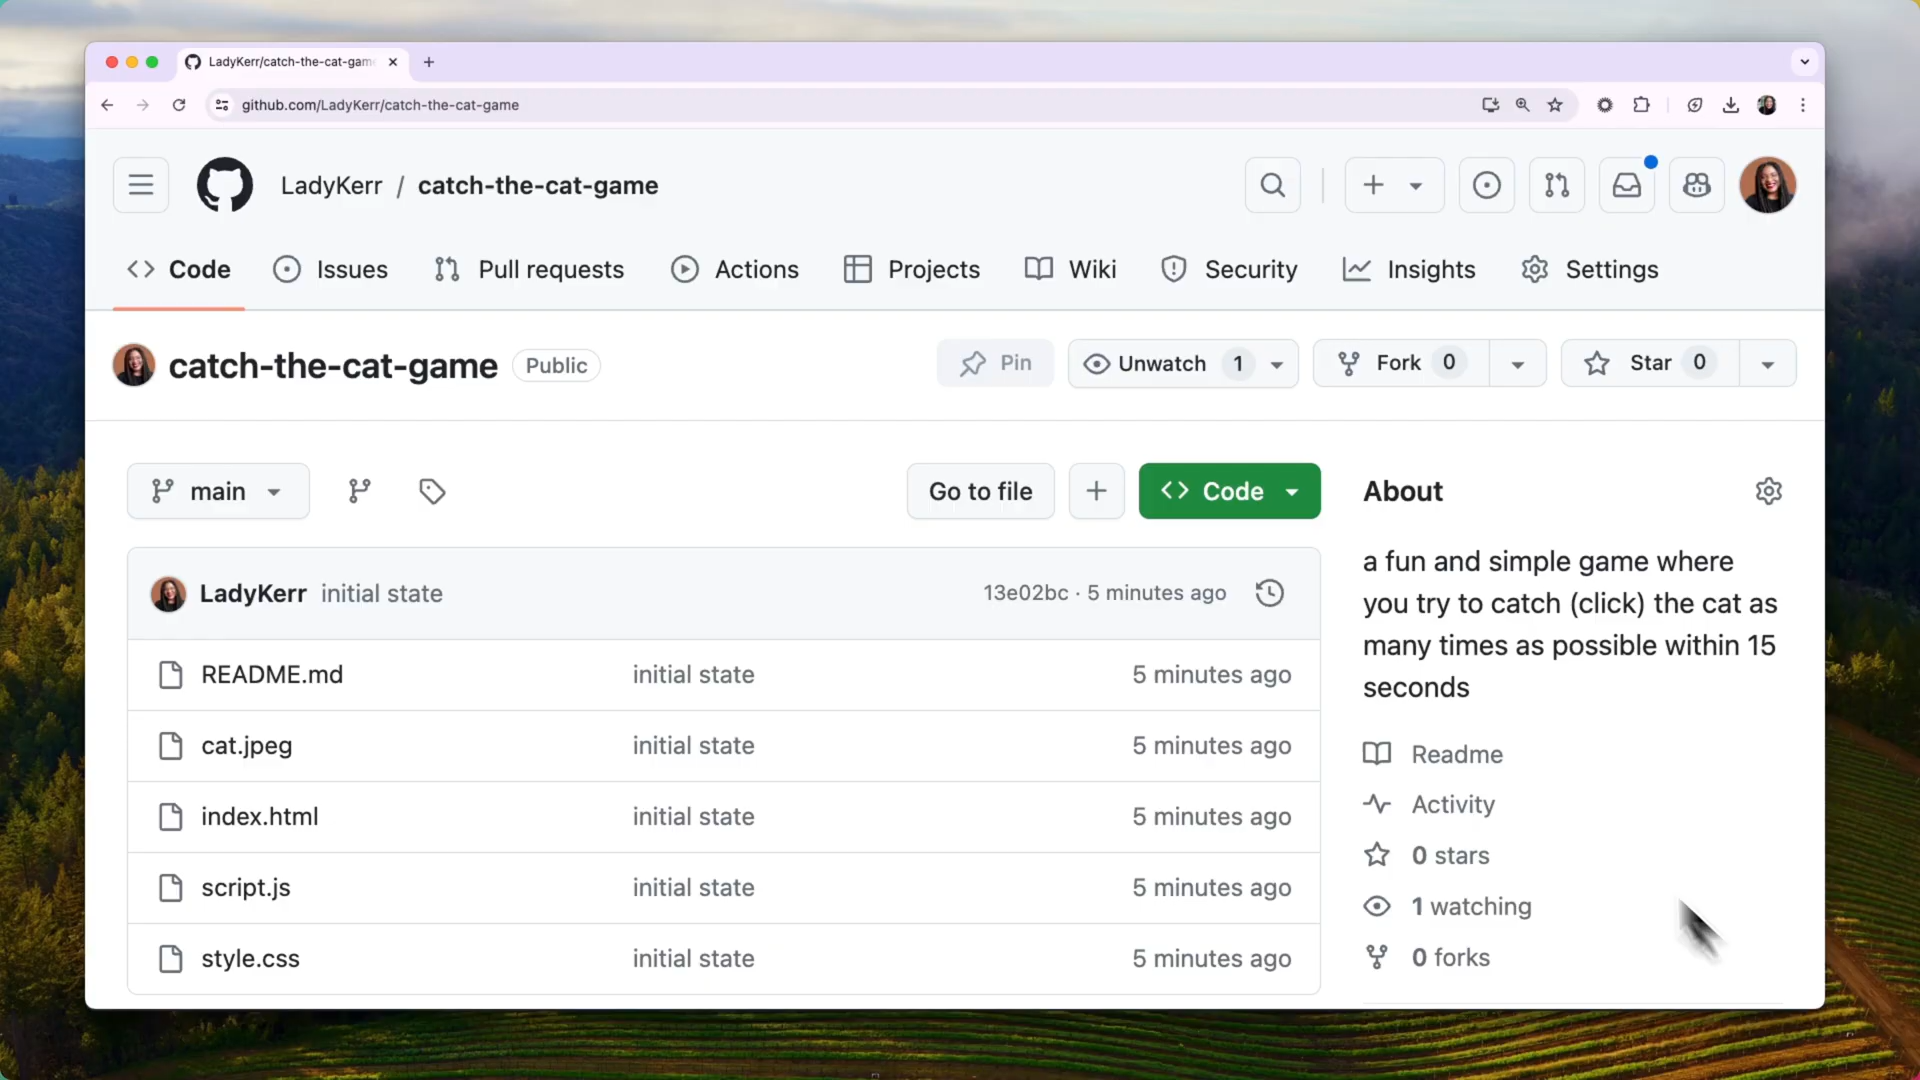 LadyKerr/catch-the-cat-gam
github.com/LadyKerr/catch-the-cat-game
LadyKerr / catch-the-cat-game
Code Issues Pull requests Actions Projects Wiki Security Insights Settings
catch-the-cat-game Public Pin Unwatch 1 Fork 0 Star 0
main Go to file Code
LadyKerr initial state 13e02bc · 5 minutes ago
README.md initial state 5 minutes ago
cat.jpeg initial state 5 minutes ago
index.html initial state 5 minutes ago
script.js initial state 5 minutes ago
style.css initial state 5 minutes ago
About
a fun and simple game where
you try to catch (click) the cat as
many times as possible within 15
seconds
Readme
Activity
0 stars
1 watching
0 forks